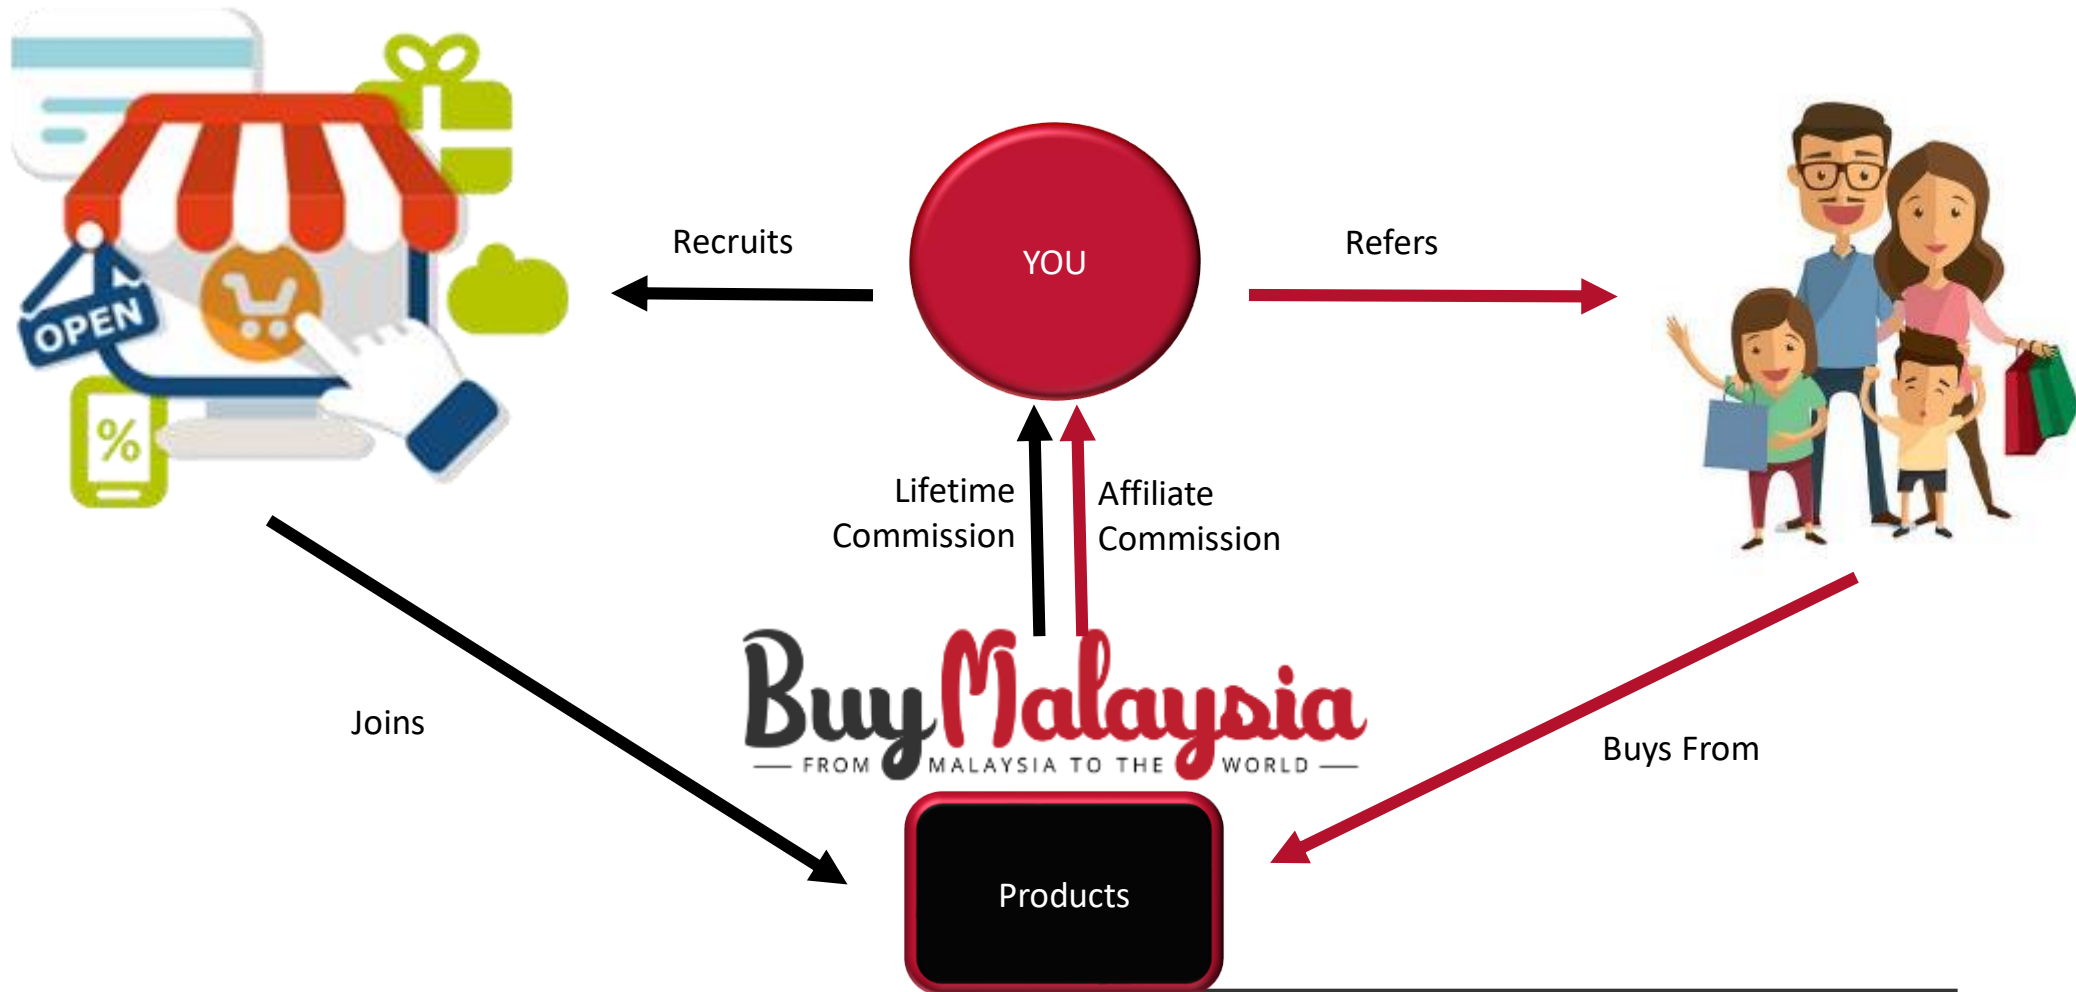 Recruits
YOU
Refers
OPEN
%
Lifetime
Commission
Affiliate
Commission
BuyMalaysia
FROM MALAYSIA TO THE WORLD
Joins
Buys From
Products